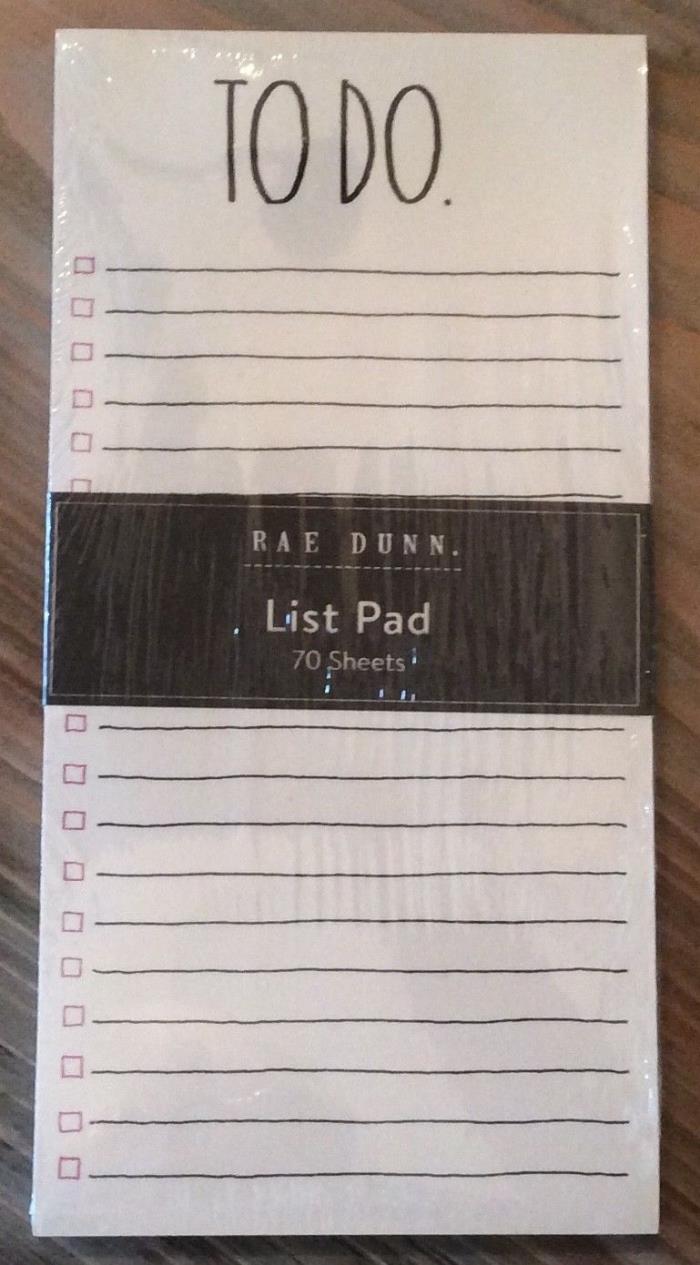 TO DO.
RAE DUNN.
List Pad
70 Sheets